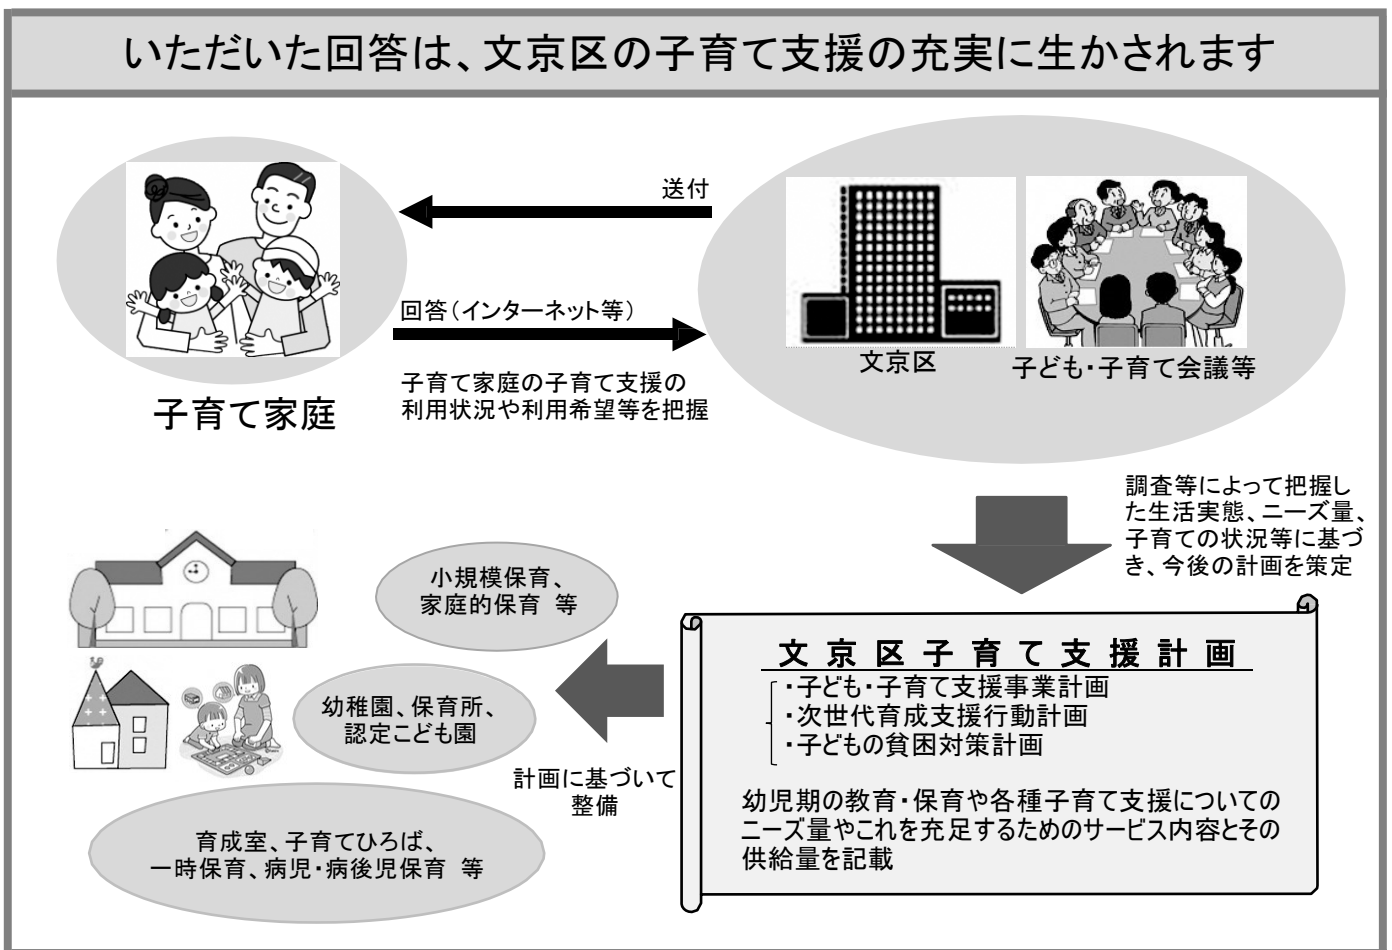 いただいた回答は、文京区の子育て支援の充実に生かされます
送付
回答(インターネット等)
子育て家庭の子育て支援の
利用状況や利用希望等を把握
子育て家庭
文京区
子ども・子育て会議等
調査等によって把握し
た生活実態、ニーズ量、
子育ての状況等に基づ
き、今後の計画を策定
文京区子育て支援計画
・子ども・子育て支援事業計画
・次世代育成支援行動計画
・子どもの貧困対策計画
幼児期の教育・保育や各種子育て支援についての
ニーズ量やこれを充足するためのサービス内容とその
供給量を記載
計画に基づいて
整備
小規模保育、
家庭的保育 等
幼稚園、保育所、
認定こども園
育成室、子育てひろば、
一時保育、病児・病後児保育 等